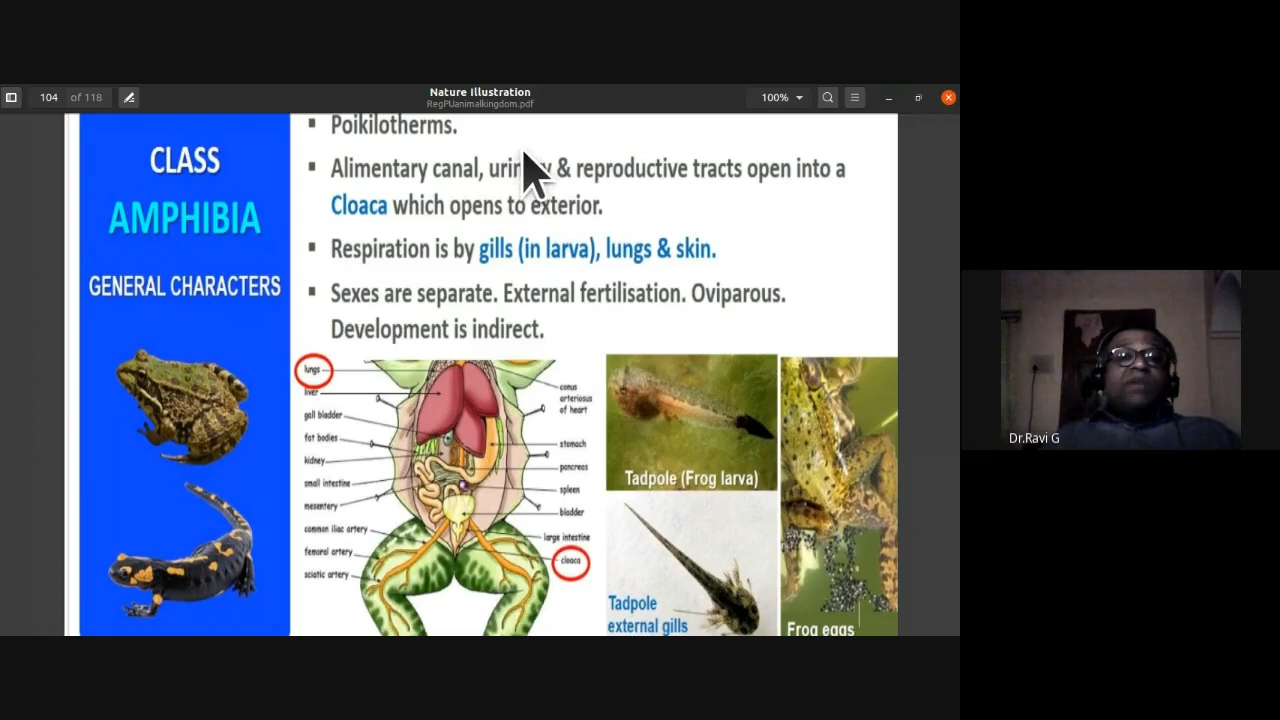 104 of 118
Nature Illustration
RegPUanimalkingdom.pdf
100%
CLASS
AMPHIBIA
GENERAL CHARACTERS
▪ Poikilotherms.
▪ Alimentary canal, & reproductive tracts open into a
Cloaca which opens to exterior.
▪ Respiration is by gills (in larva), lungs & skin.
▪ Sexes are separate. External fertilisation. Oviparous.
Development is indirect.
lungs
liver
gall bladder
fat bodies
kidney
small intestine
mesentery
common iliac artery
femoral artery
sciatic artery
conus
arteriosus
of heart
stomach
pancreas
spleen
bladder
large intestine
cloaca
Tadpole (Frog larva)
Tadpole
external gills
Frog eggs
Dr.Ravi G